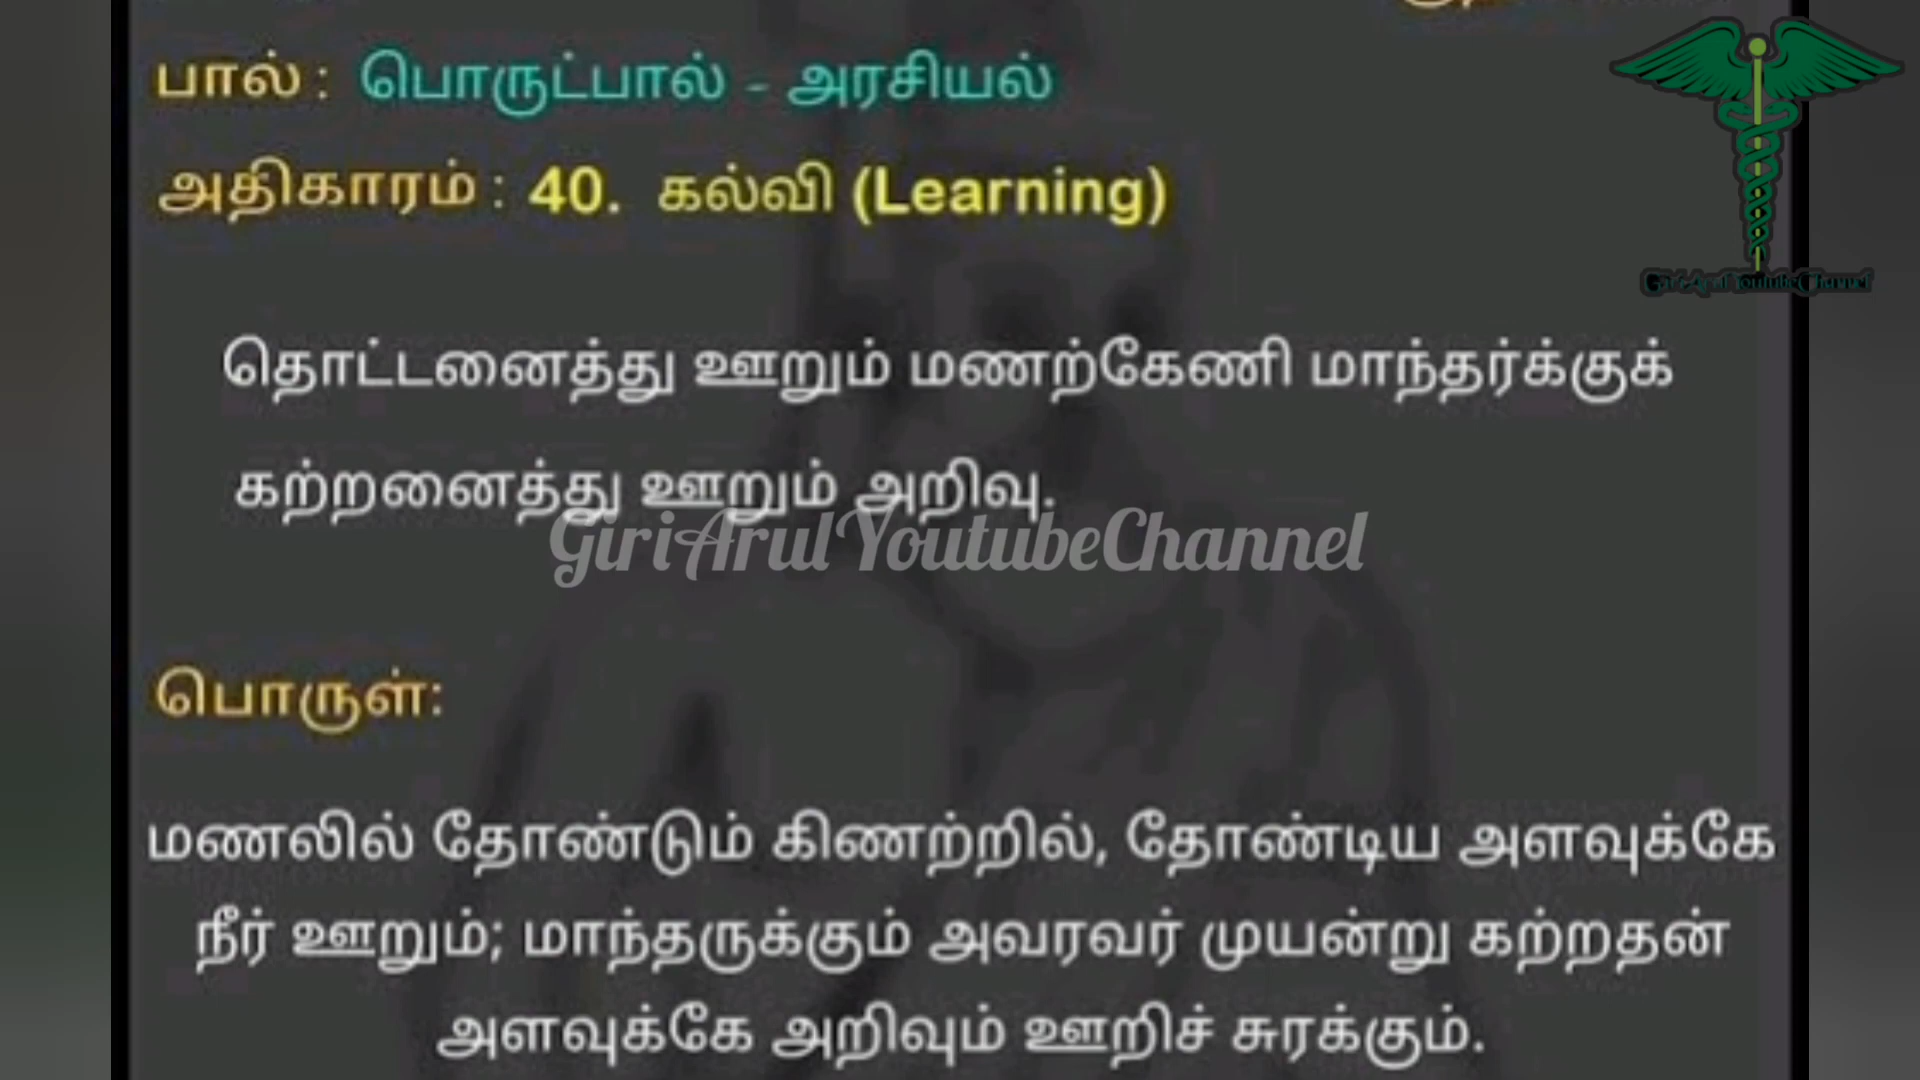 பால் : பொருட்பால் - அரசியல்
அதிகாரம் : 40. கல்வி (Learning)
GiriArulYoutubeChannel
தொட்டனைத்து ஊறும் மணற்கேணி மாந்தர்க்குக்
கற்றனைத்து ஊறும் அறிவு.
GiriArulYoutubeChannel
பொருள்:
மணலில் தோண்டும் கிணற்றில், தோண்டிய அளவுக்கே
நீர் ஊறும்; மாந்தருக்கும் அவரவர் முயன்று கற்றதன்
அளவுக்கே அறிவும் ஊறிச் சுரக்கும்.